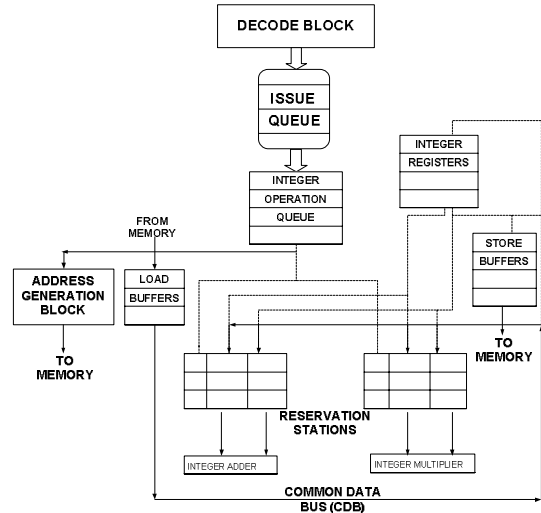 DECODE BLOCK
ISSUE
QUEUE
INTEGER
REGISTERS
INTEGER
OPERATION
QUEUE
FROM
MEMORY
STORE
BUFFERS
ADDRESS
GENERATION
BLOCK
LOAD
BUFFERS
TO
MEMORY
TO
MEMORY
RESERVATION
STATIONS
INTEGER ADDER
INTEGER MULTIPLIER
COMMON DATA
BUS (CDB)